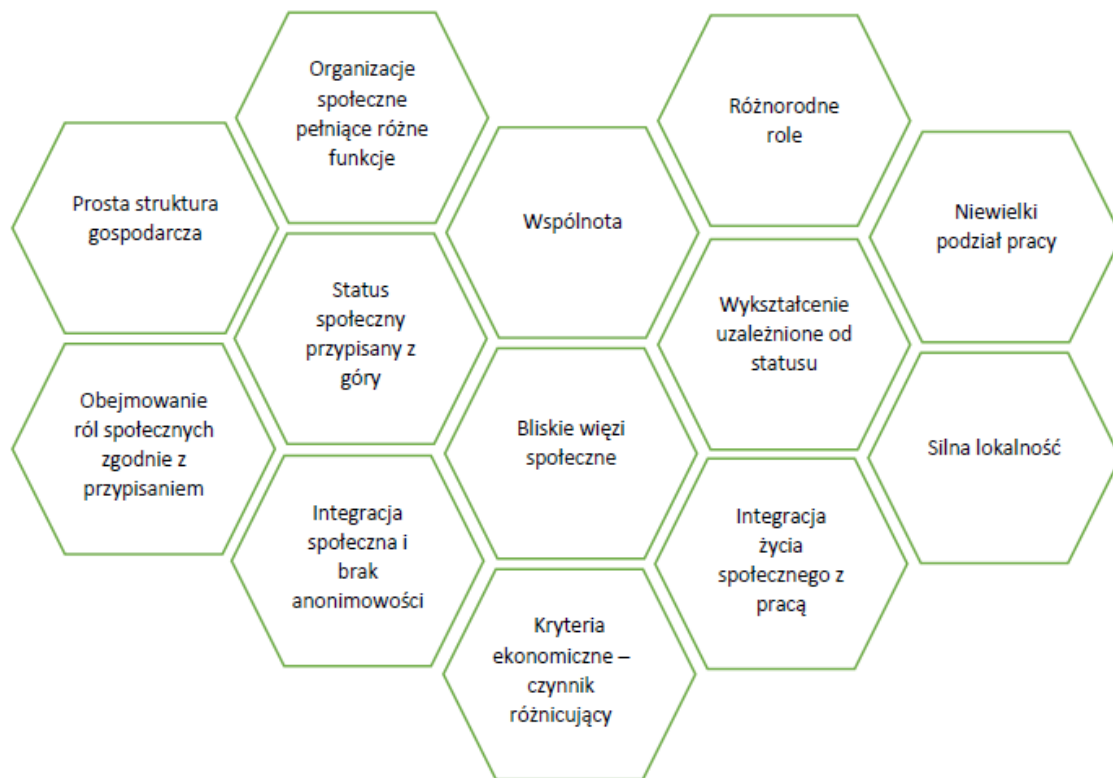 Organizacje
społeczne
pełniące różne
funkcje
Różnorodne
role
Prosta struktura
gospodarcza
Wspólnota
Niewielki
podział pracy
Status
społeczny
przypisany z
góry
Wykształcenie
uzależnione od
statusu
Obejmowanie
ról społecznych
zgodnie z
przypisaniem
Bliskie więzi
społeczne
Silna lokalność
Integracja
społeczna i
brak
anonimowości
Integracja
życia
społecznego z
pracą
Kryteria
ekonomiczne –
czynnik
różnicujący